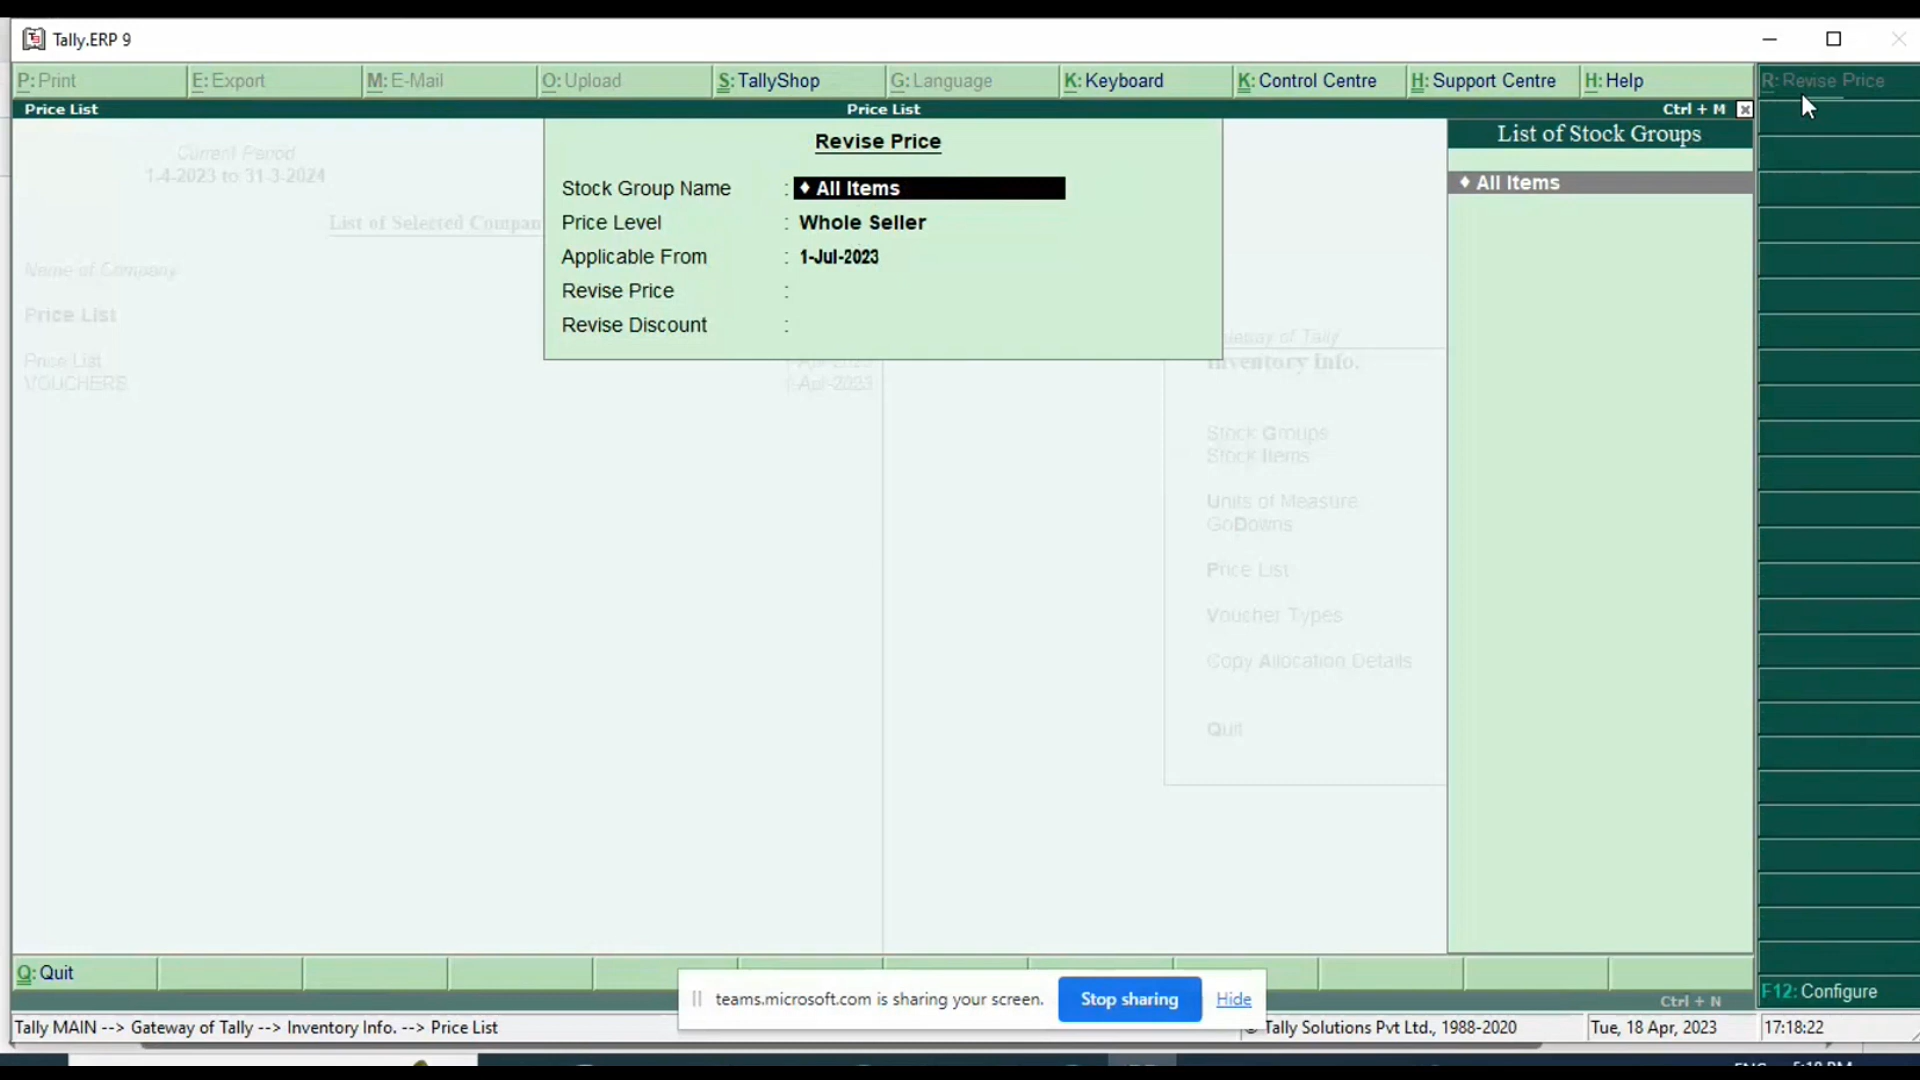 Tally.ERP 9
P: Print E: Export M: E-Mail O: Upload S: TallyShop G: Language K: Keyboard K: Control Centre H: Support Centre H: Help R: Revise Price
Price List Price List Ctrl + M
Revise Price
List of Stock Groups
Current Period
1-4-2023 to 31-3-2024
Stock Group Name : ♦ All Items
♦ All Items
Price Level : Whole Seller
List of Selected Compan
Applicable From : 1-Jul-2023
Name of Company
Revise Price :
Price List
Revise Discount :
of Tally
Inventory Info.
Price List
VOUCHERS
Stock Groups
Stock Items
Units of Measure
GoDowns
Price List
Voucher Types
Copy Allocation Details
Quit
Q: Quit
teams.microsoft.com is sharing your screen. Stop sharing Hide
F12: Configure
Ctrl + N
Tally MAIN --> Gateway of Tally --> Inventory Info. --> Price List
© Tally Solutions Pvt Ltd., 1988-2020 Tue, 18 Apr, 2023 17:18:22